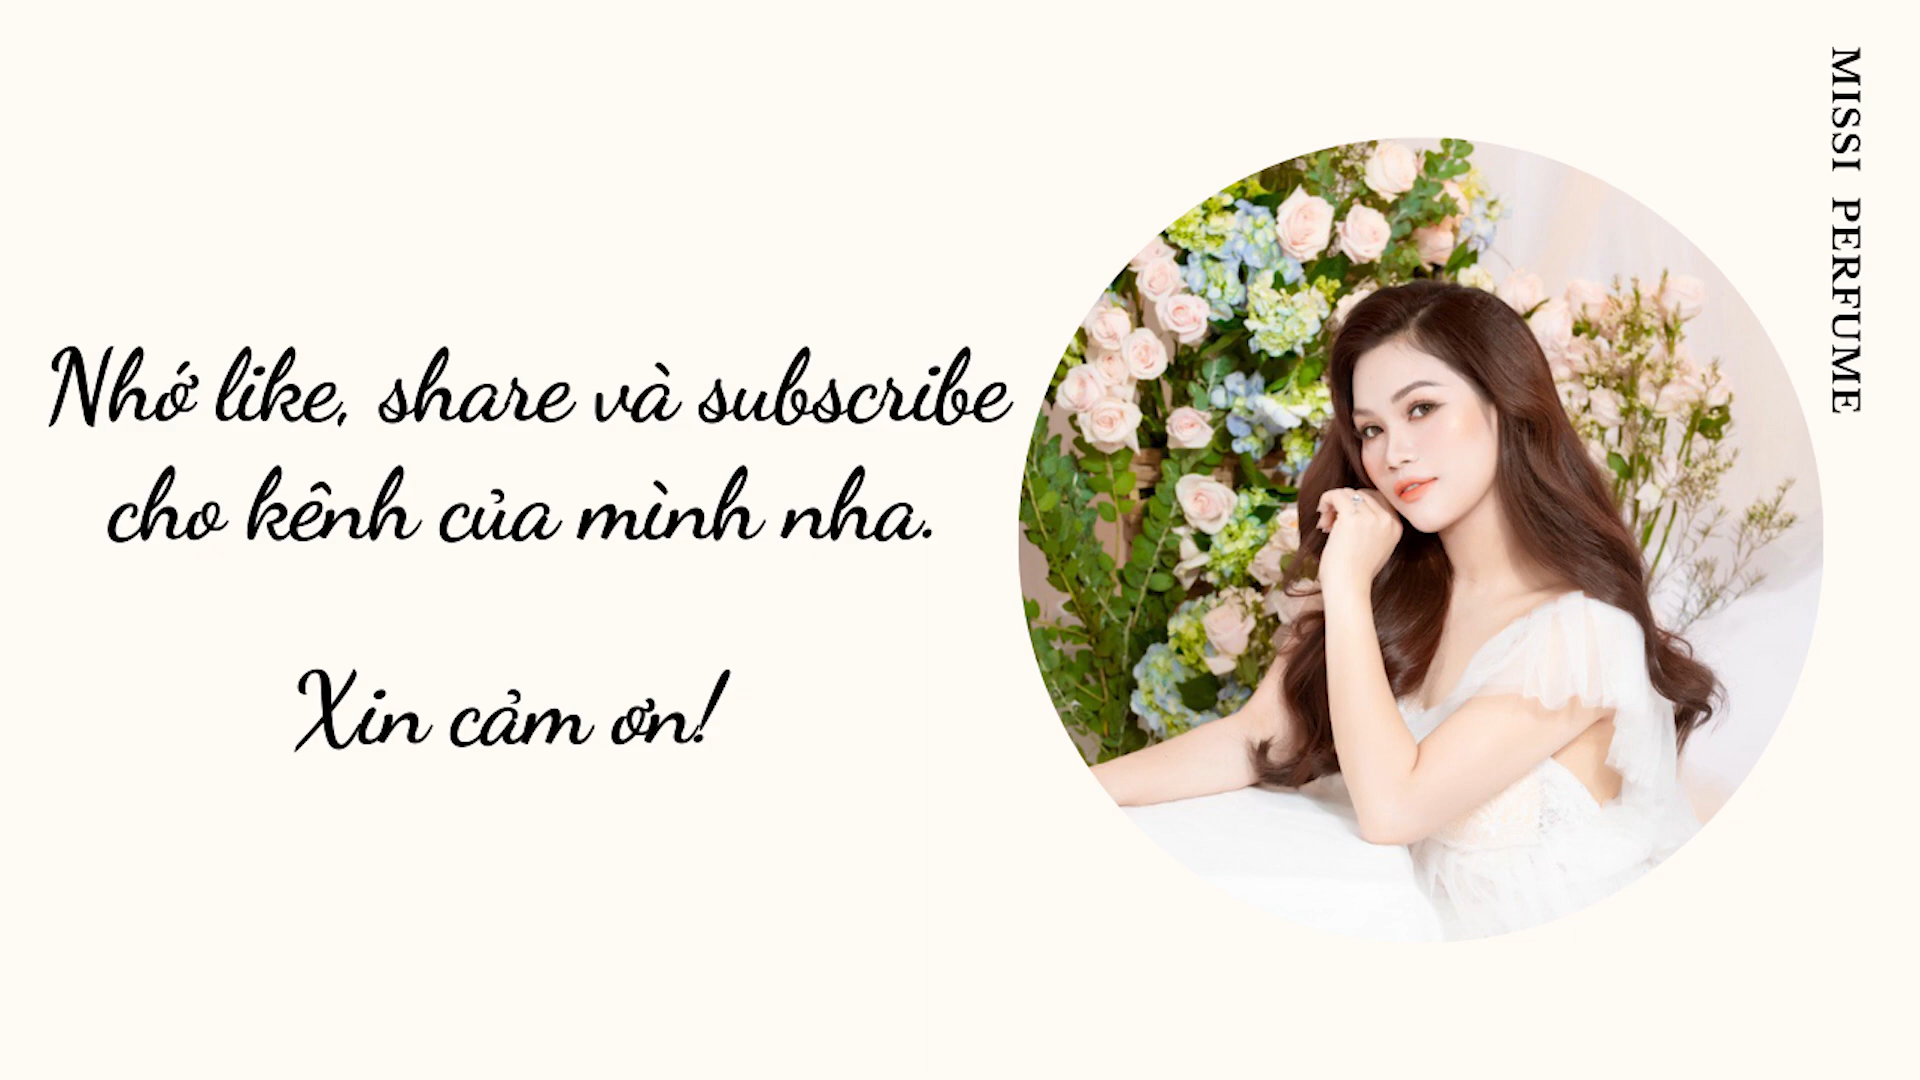 Nhớ like, share và subscribe
cho kênh của mình nha.
Xin cảm ơn!
MISSI PERFUME